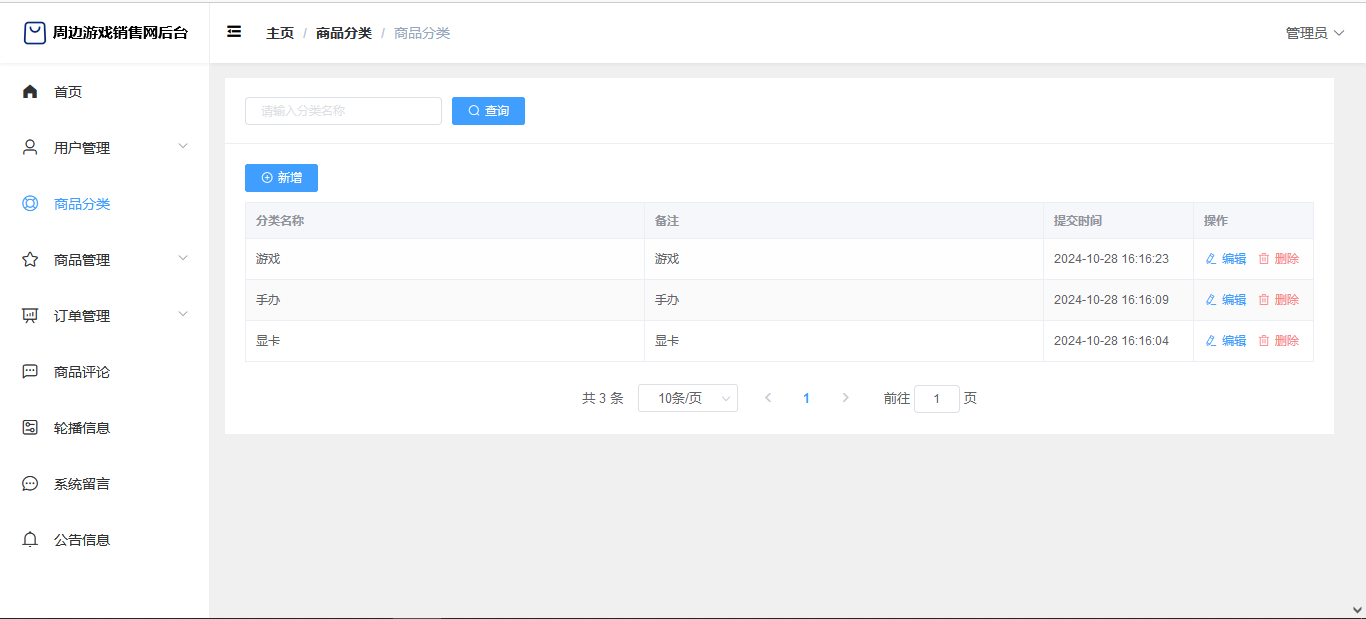 周边游戏销售网后台
主页 / 商品分类 / 商品分类
管理员
首页
用户管理
商品分类
商品管理
订单管理
商品评论
轮播信息
系统留言
公告信息
请输入分类名称 查询
新增
分类名称 备注 提交时间 操作
游戏 游戏 2024-10-28 16:16:23 编辑 删除
手办 手办 2024-10-28 16:16:09 编辑 删除
显卡 显卡 2024-10-28 16:16:04 编辑 删除
共 3 条 10条/页 1 前往 1 页